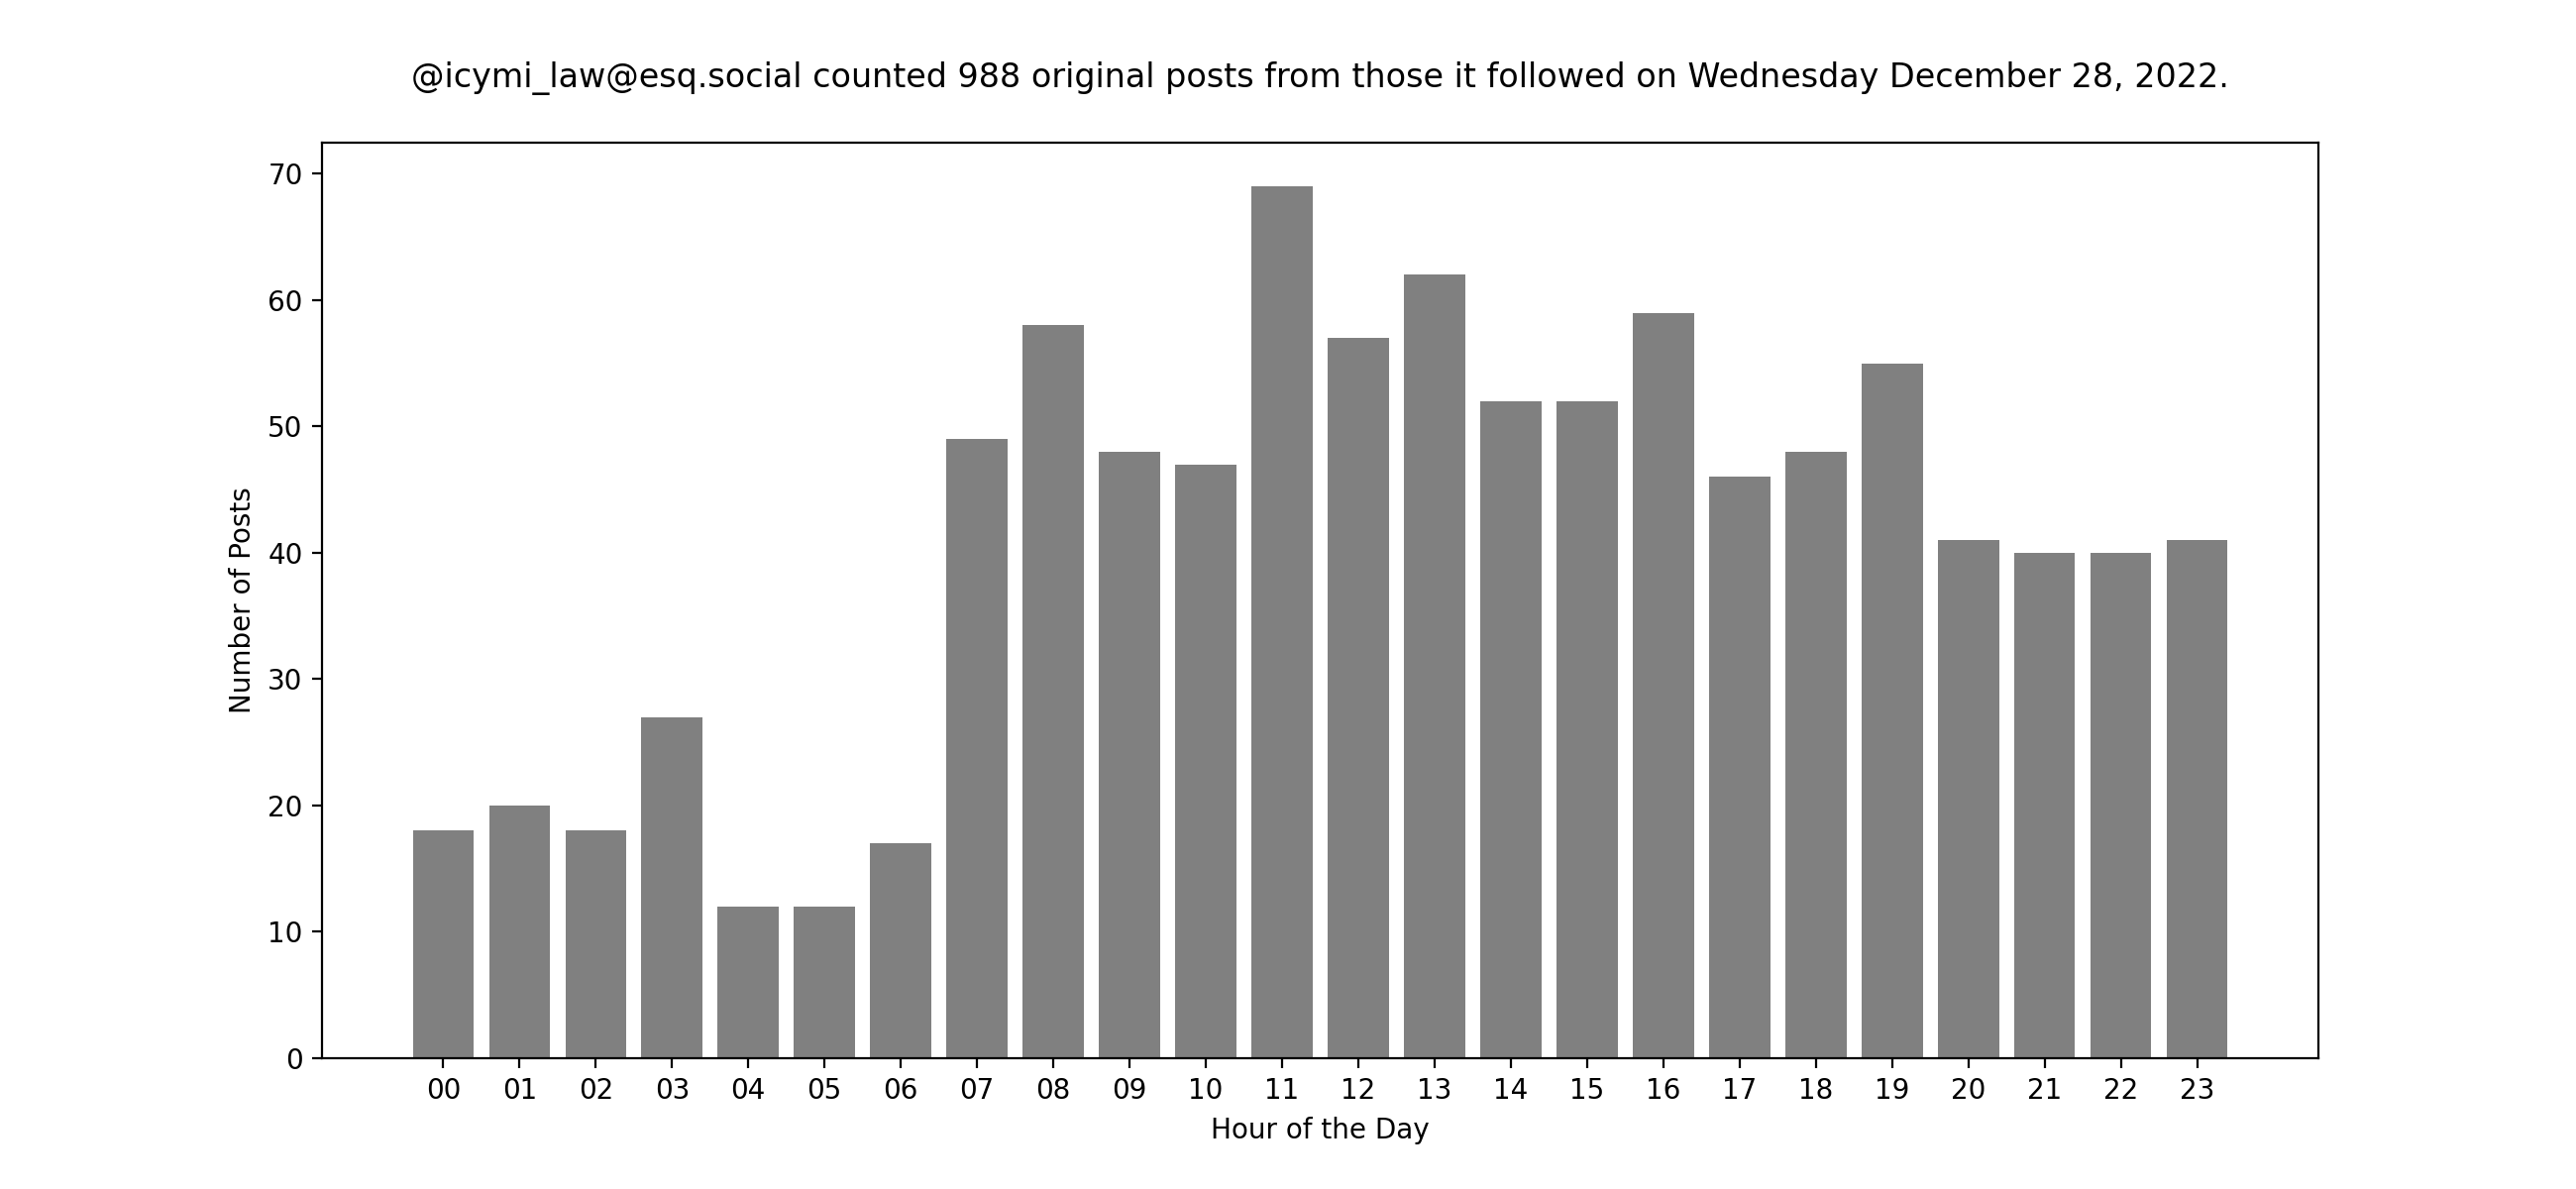 @icymi_law@esq.social counted 988 original posts from those it followed on Wednesday December 28, 2022.
70
60
50
40
30
20
10
0
Number of Posts
00 01 02 03 04 05 06 07 08 09 10 11 12 13 14 15 16 17 18 19 20 21 22 23
Hour of the Day